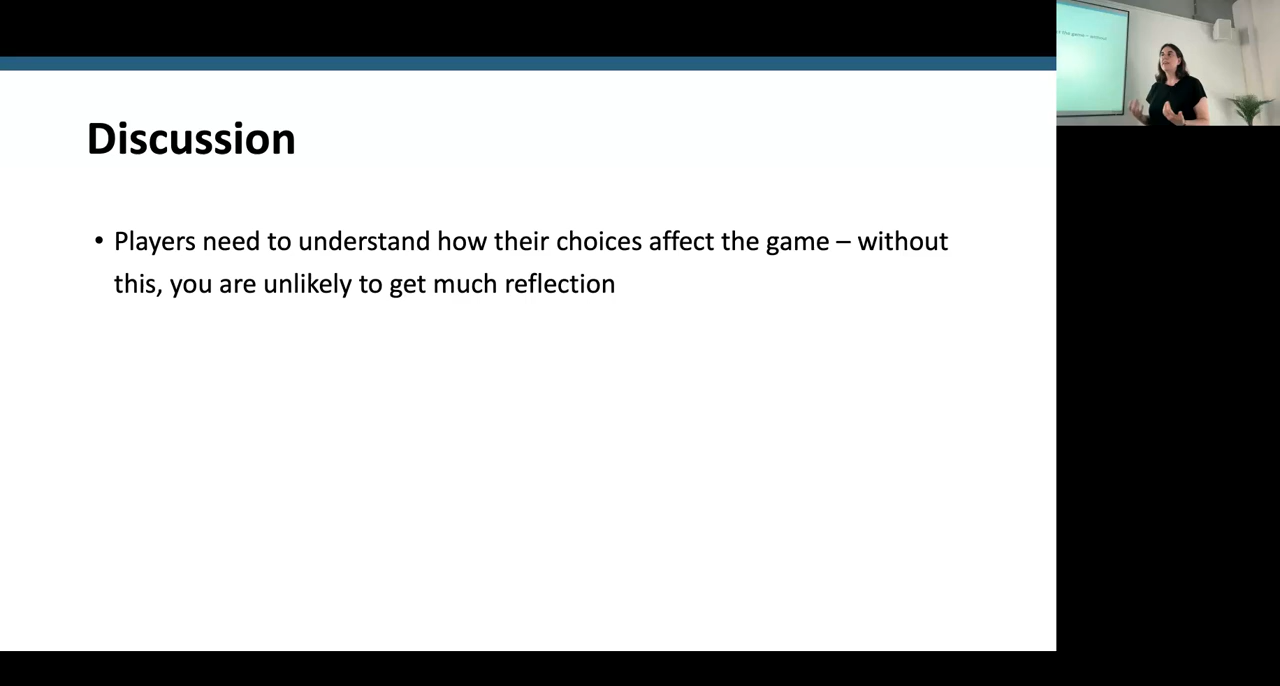 Discussion
• Players need to understand how their choices affect the game – without
this, you are unlikely to get much reflection